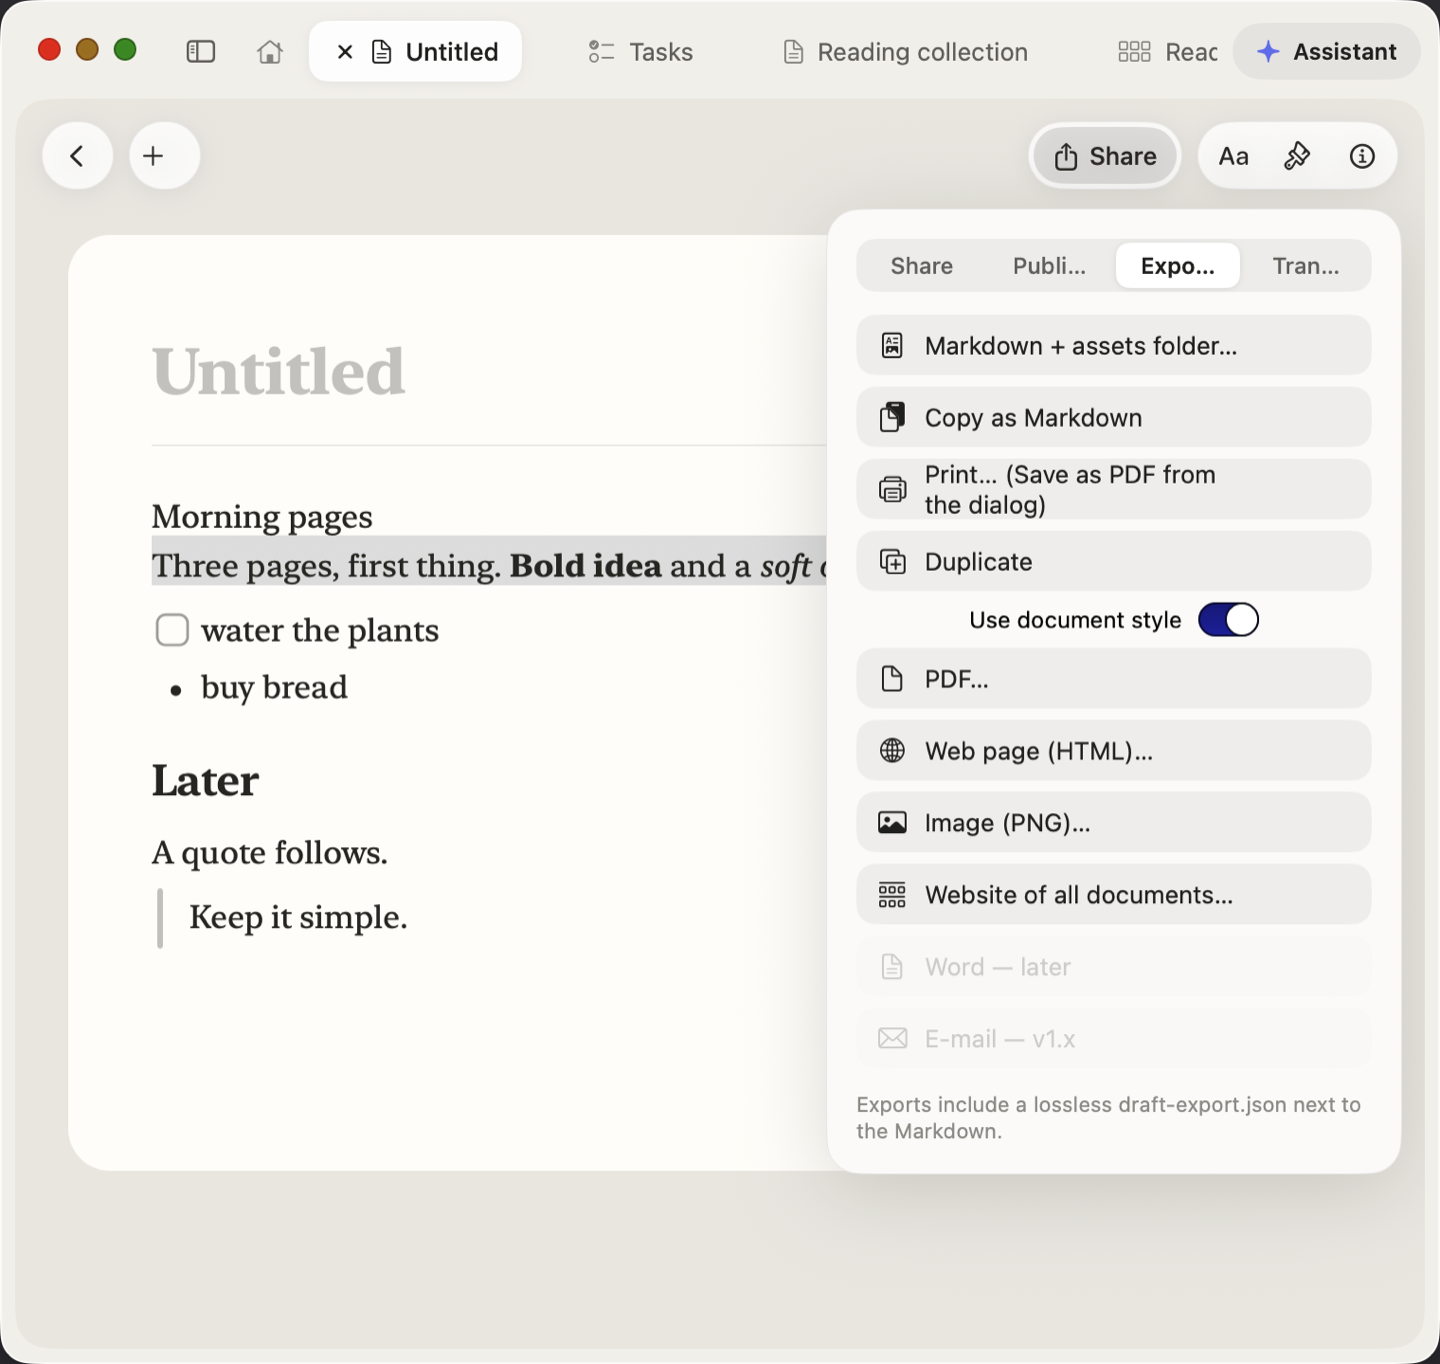 Untitled
Tasks
Reading collection
Reac
Assistant
Share
Aa
Share
Publi...
Expo...
Tran...
Untitled
Morning pages
Three pages, first thing. Bold idea and a soft
water the plants
• buy bread
Later
A quote follows.
Keep it simple.
Markdown + assets folder...
Copy as Markdown
Print... (Save as PDF from
the dialog)
Duplicate
Use document style
PDF...
Web page (HTML)...
Image (PNG)...
Website of all documents...
Word — later
E-mail — v1.x
Exports include a lossless draft-export.json next to
the Markdown.